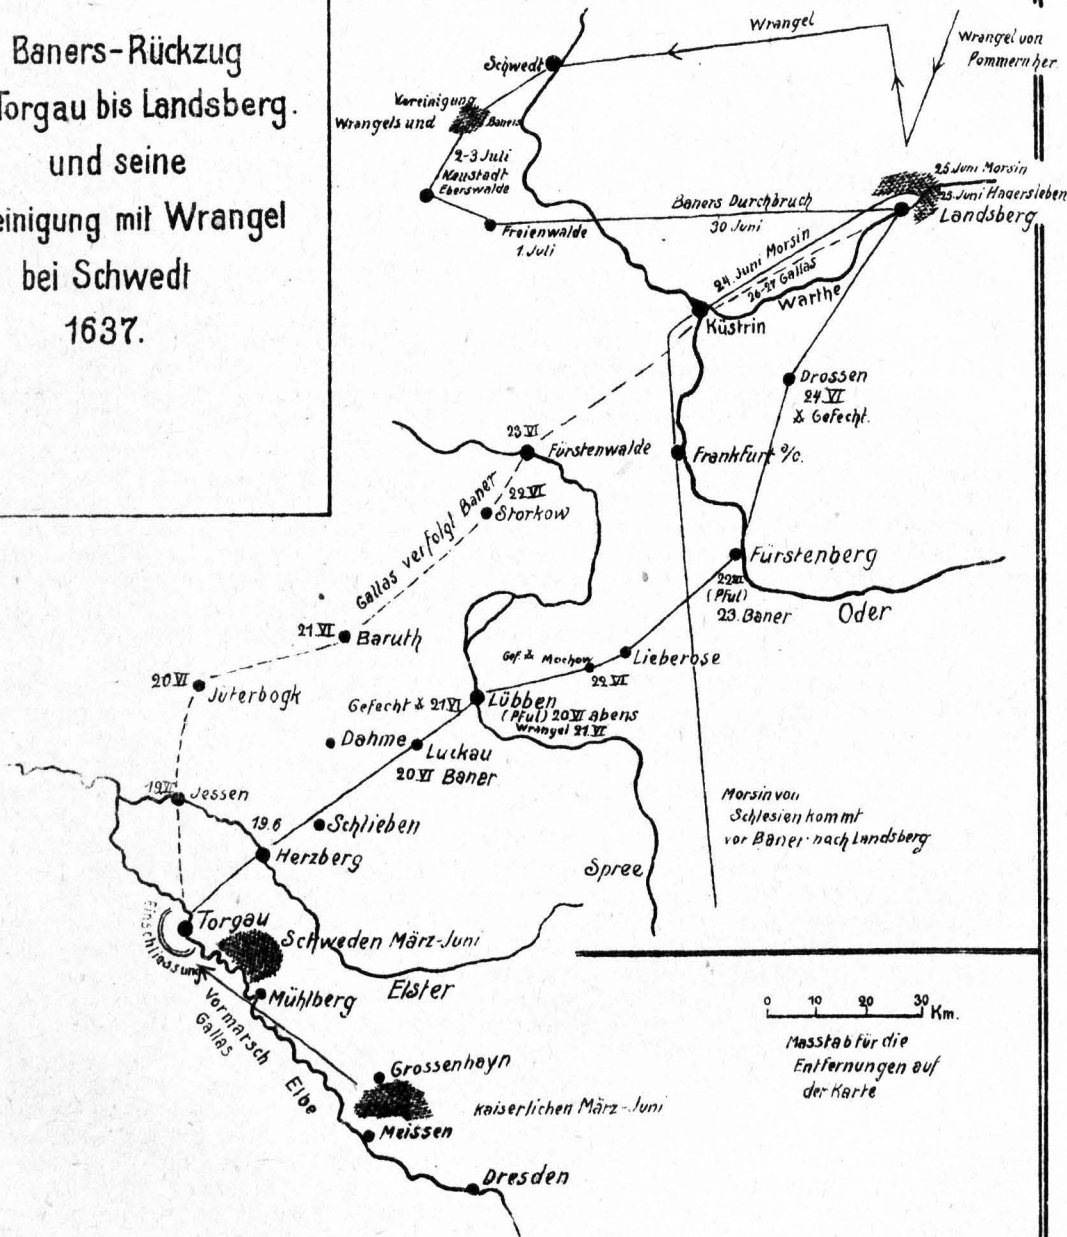 Baners-Rückzug
Torgau bis Landsberg.
und seine
einigung mit Wrangel
bei Schwedt
1637.
Wrangel
Wrangel von
Pommern her.
Schwedt
Vereinigung
Wrangels und Baners
2-3 Juli
Neustadt
Eberswalde
Freienwalde
1. Juli
Baners Durchbruch
30 Juni
25 Juni Morsin
23. Juni Hagersleben
Landsberg
24. Juni Morsin
26-27 Gallas
Warthe
Küstrin
Drossen
24 VI
Gefecht.
23 VI
Fürstenwalde
Frankfurt a/o.
22 VI
Storkow
Gallas verfolgt Baner
Fürstenberg
22 VI
(Pful)
23. Baner
Oder
21. VI
Baruth
Gef. Mochow
Lieberose
22 VI
20 VI
Jüterbogk
Gefecht 21 VI
Lübben
(Pful) 20 VI abens
Wrangel 21. VI
Dahme
Luckau
20 VI Baner
19 VI
Jessen
19.6
Schlieben
Herzberg
Morsin von
Schlesien kommt
vor Baner nach Landsberg
Spree
Torgau
Einschliessung
Schweden März-Juni
Elster
Mühlberg
Vormarsch
Gallas
Elbe
Grossenhayn
kaiserlichen März-Juni
Meissen
Dresden
0 10 20 30 Km.
Masstab für die
Entfernungen auf
der Karte